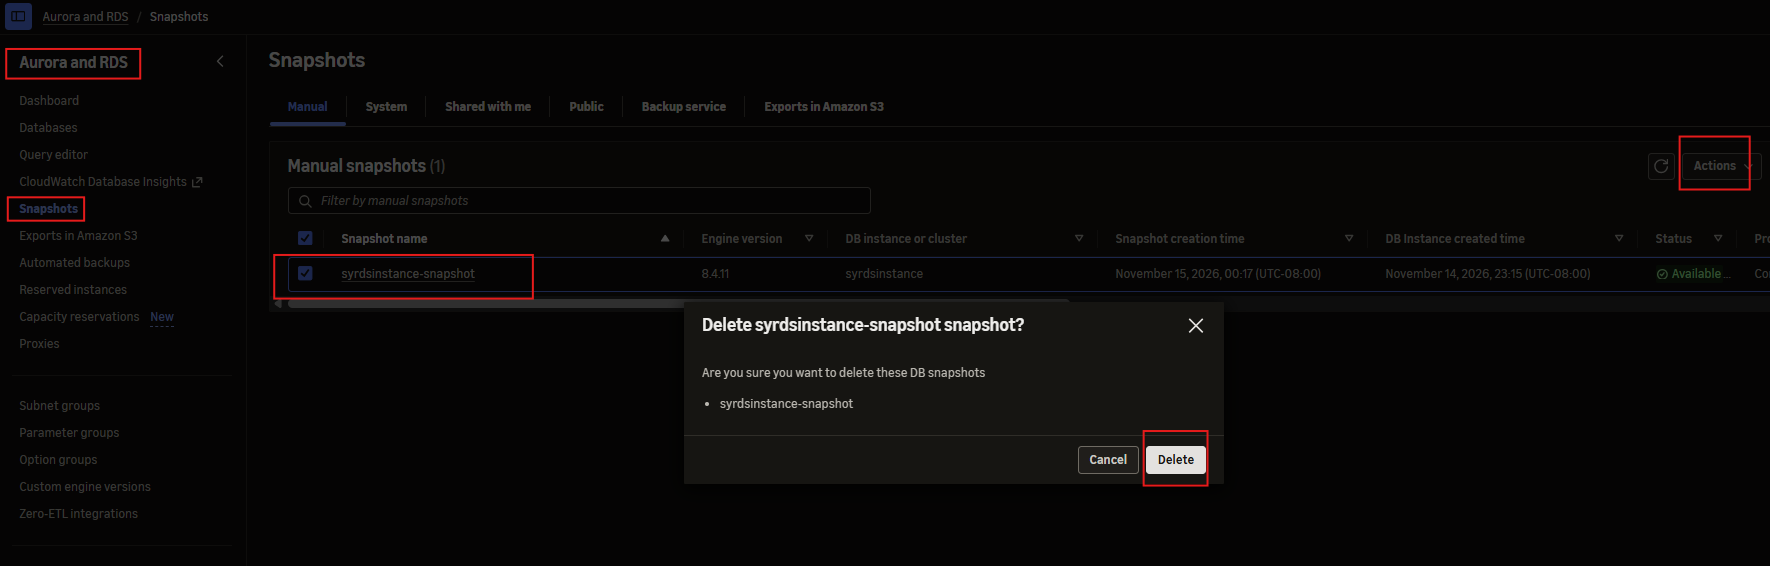 Aurora and RDS / Snapshots
Aurora and RDS
Dashboard
Databases
Query editor
CloudWatch Database Insights
Snapshots
Exports in Amazon S3
Automated backups
Reserved instances
Capacity reservations New
Proxies
Subnet groups
Parameter groups
Option groups
Custom engine versions
Zero-ETL integrations
Snapshots
Manual System Shared with me Public Backup service Exports in Amazon S3
Manual snapshots (1)
Actions
Filter by manual snapshots
Snapshot name Engine version DB instance or cluster Snapshot creation time DB Instance created time Status Pro
syrdsinstance-snapshot 8.4.11 syrdsinstance November 15, 2026, 00:17 (UTC-08:00) November 14, 2026, 23:15 (UTC-08:00) Available ... Co
Delete syrdsinstance-snapshot snapshot?
Are you sure you want to delete these DB snapshots
• syrdsinstance-snapshot
Cancel Delete